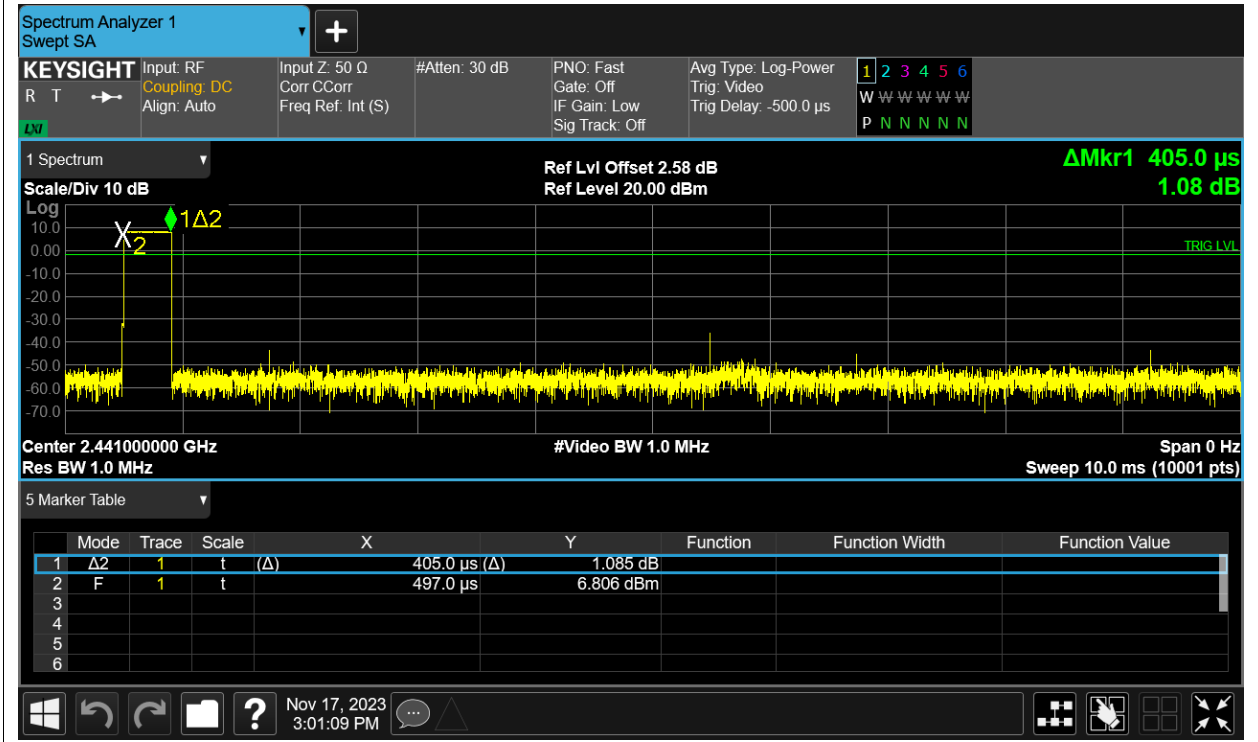 Spectrum Analyzer 1
Swept SA
KEYSIGHT
R T
LXI
Input: RF
Coupling: DC
Align: Auto
Input Z: 50 Ω
Corr CCorr
Freq Ref: Int (S)
#Atten: 30 dB
PNO: Fast
Gate: Off
IF Gain: Low
Sig Track: Off
Avg Type: Log-Power
Trig: Video
Trig Delay: -500.0 µs
1 2 3 4 5 6
W W W W W W
P N N N N N
1 Spectrum
Scale/Div 10 dB
Ref Lvl Offset 2.58 dB
Ref Level 20.00 dBm
ΔMkr1 405.0 µs
1.08 dB
Log
10.0
0.00
-10.0
-20.0
-30.0
-40.0
-50.0
-60.0
-70.0
1Δ2
X2
TRIG LVL
Center 2.441000000 GHz
#Video BW 1.0 MHz
Span 0 Hz
Res BW 1.0 MHz
Sweep 10.0 ms (10001 pts)
5 Marker Table
Mode Trace Scale X Y Function Function Width Function Value
1 Δ2 1 t (Δ) 405.0 µs (Δ) 1.085 dB
2 F 1 t 497.0 µs 6.806 dBm
3
4
5
6
?
Nov 17, 2023
3:01:09 PM